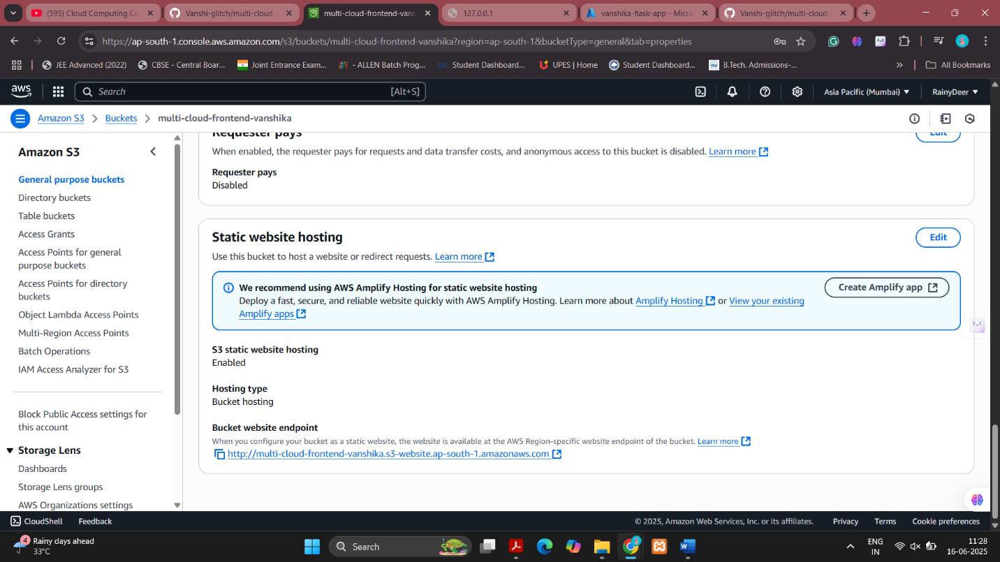 (595) Cloud Computing Co
Vanshi-glitch/multi-cloud-
multi-cloud-frontend-vans
127.0.0.1
vanshika-flask-app - Micro
Vanshi-glitch/multi-cloud-
https://ap-south-1.console.aws.amazon.com/s3/buckets/multi-cloud-frontend-vanshika?region=ap-south-1&bucketType=general&tab=properties
JEE Advanced (2022)
CBSE - Central Boar...
Joint Entrance Exam...
- ALLEN Batch Prog...
Student Dashboard...
UPES | Home
Student Dashboard...
B.Tech. Admissions-...
»
All Bookmarks
aws
Search
[Alt+S]
Asia Pacific (Mumbai)
RainyDeer
Amazon S3
Buckets
multi-cloud-frontend-vanshika
Amazon S3
General purpose buckets
Directory buckets
Table buckets
Access Grants
Access Points for general
purpose buckets
Access Points for directory
buckets
Object Lambda Access Points
Multi-Region Access Points
Batch Operations
IAM Access Analyzer for S3
Block Public Access settings for
this account
Storage Lens
Dashboards
Storage Lens groups
AWS Organizations settings
Requester pays
Edit
When enabled, the requester pays for requests and data transfer costs, and anonymous access to this bucket is disabled. Learn more
Requester pays
Disabled
Static website hosting
Edit
Use this bucket to host a website or redirect requests. Learn more
We recommend using AWS Amplify Hosting for static website hosting
Deploy a fast, secure, and reliable website quickly with AWS Amplify Hosting. Learn more about Amplify Hosting or View your existing
Amplify apps
Create Amplify app
S3 static website hosting
Enabled
Hosting type
Bucket hosting
Bucket website endpoint
When you configure your bucket as a static website, the website is available at the AWS Region-specific website endpoint of the bucket. Learn more
http://multi-cloud-frontend-vanshika.s3-website.ap-south-1.amazonaws.com
CloudShell
Feedback
© 2025, Amazon Web Services, Inc. or its affiliates.
Privacy
Terms
Cookie preferences
4
Rainy days ahead
33°C
Search
ENG
IN
11:28
16-06-2025